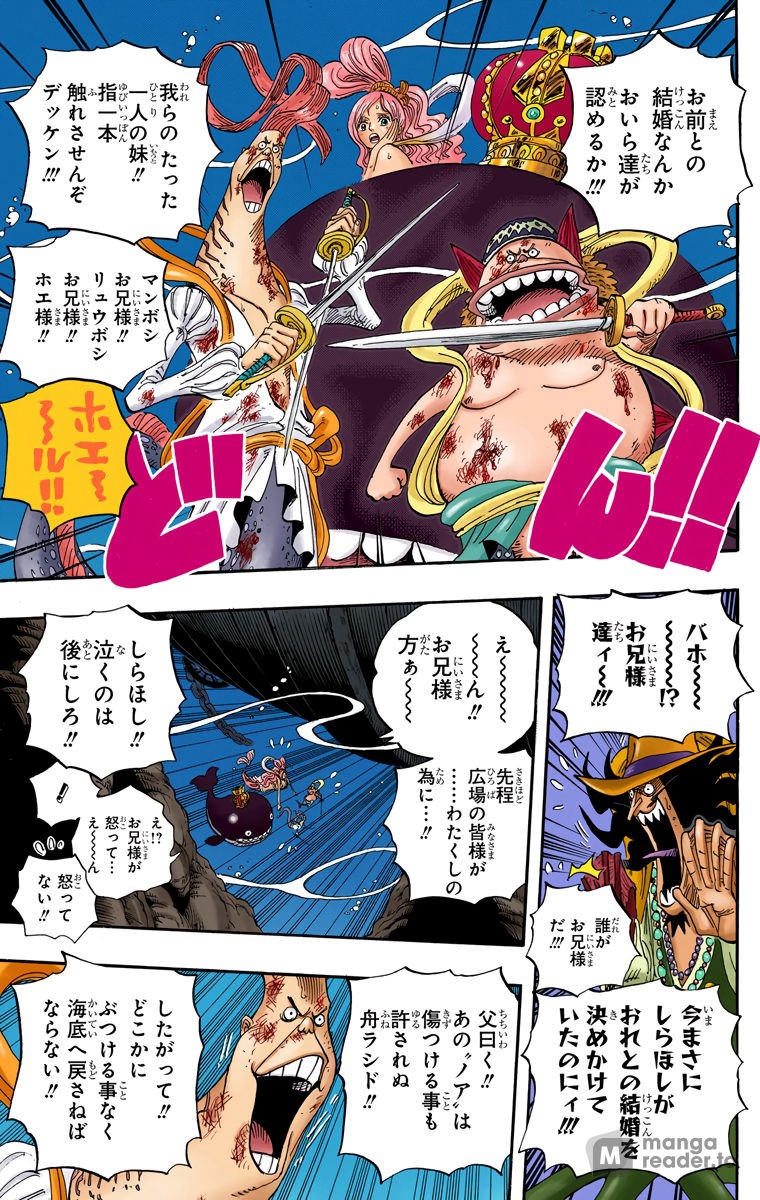 お前との
結婚なんか
おいら達が
認めるか!!!
我らのたった
一人の妹!!
指一本
触れさせんぞ
デッケン!!!
マンボシ
お兄様!!
リュウボシ
お兄様!!
ホエ様!!
ホエ〜
〜ル!!
どん!!
バホ〜
〜〜〜!?
お兄様
達ィ〜!!!
誰が
お兄様
だ!!!
今まさに
しらほしが
おれとの結婚を
決めかけて
いたのにィ!!!
え〜
〜〜ん!!
お兄様
方ぁ〜
先程
広場の皆様が
……わたくしの
為に…!!
しらほし!!
泣くのは
後にしろ!!
え!?
お兄様が
怒って…
え〜〜ん
!
怒って
ない!!
父曰く!!
あの〝ノア〟は
傷つける事も
許されぬ
舟ラシド!!
したがって!!
どこかに
ぶつける事なく
海底へ戻さねば
ならない!!
manga
reader.to